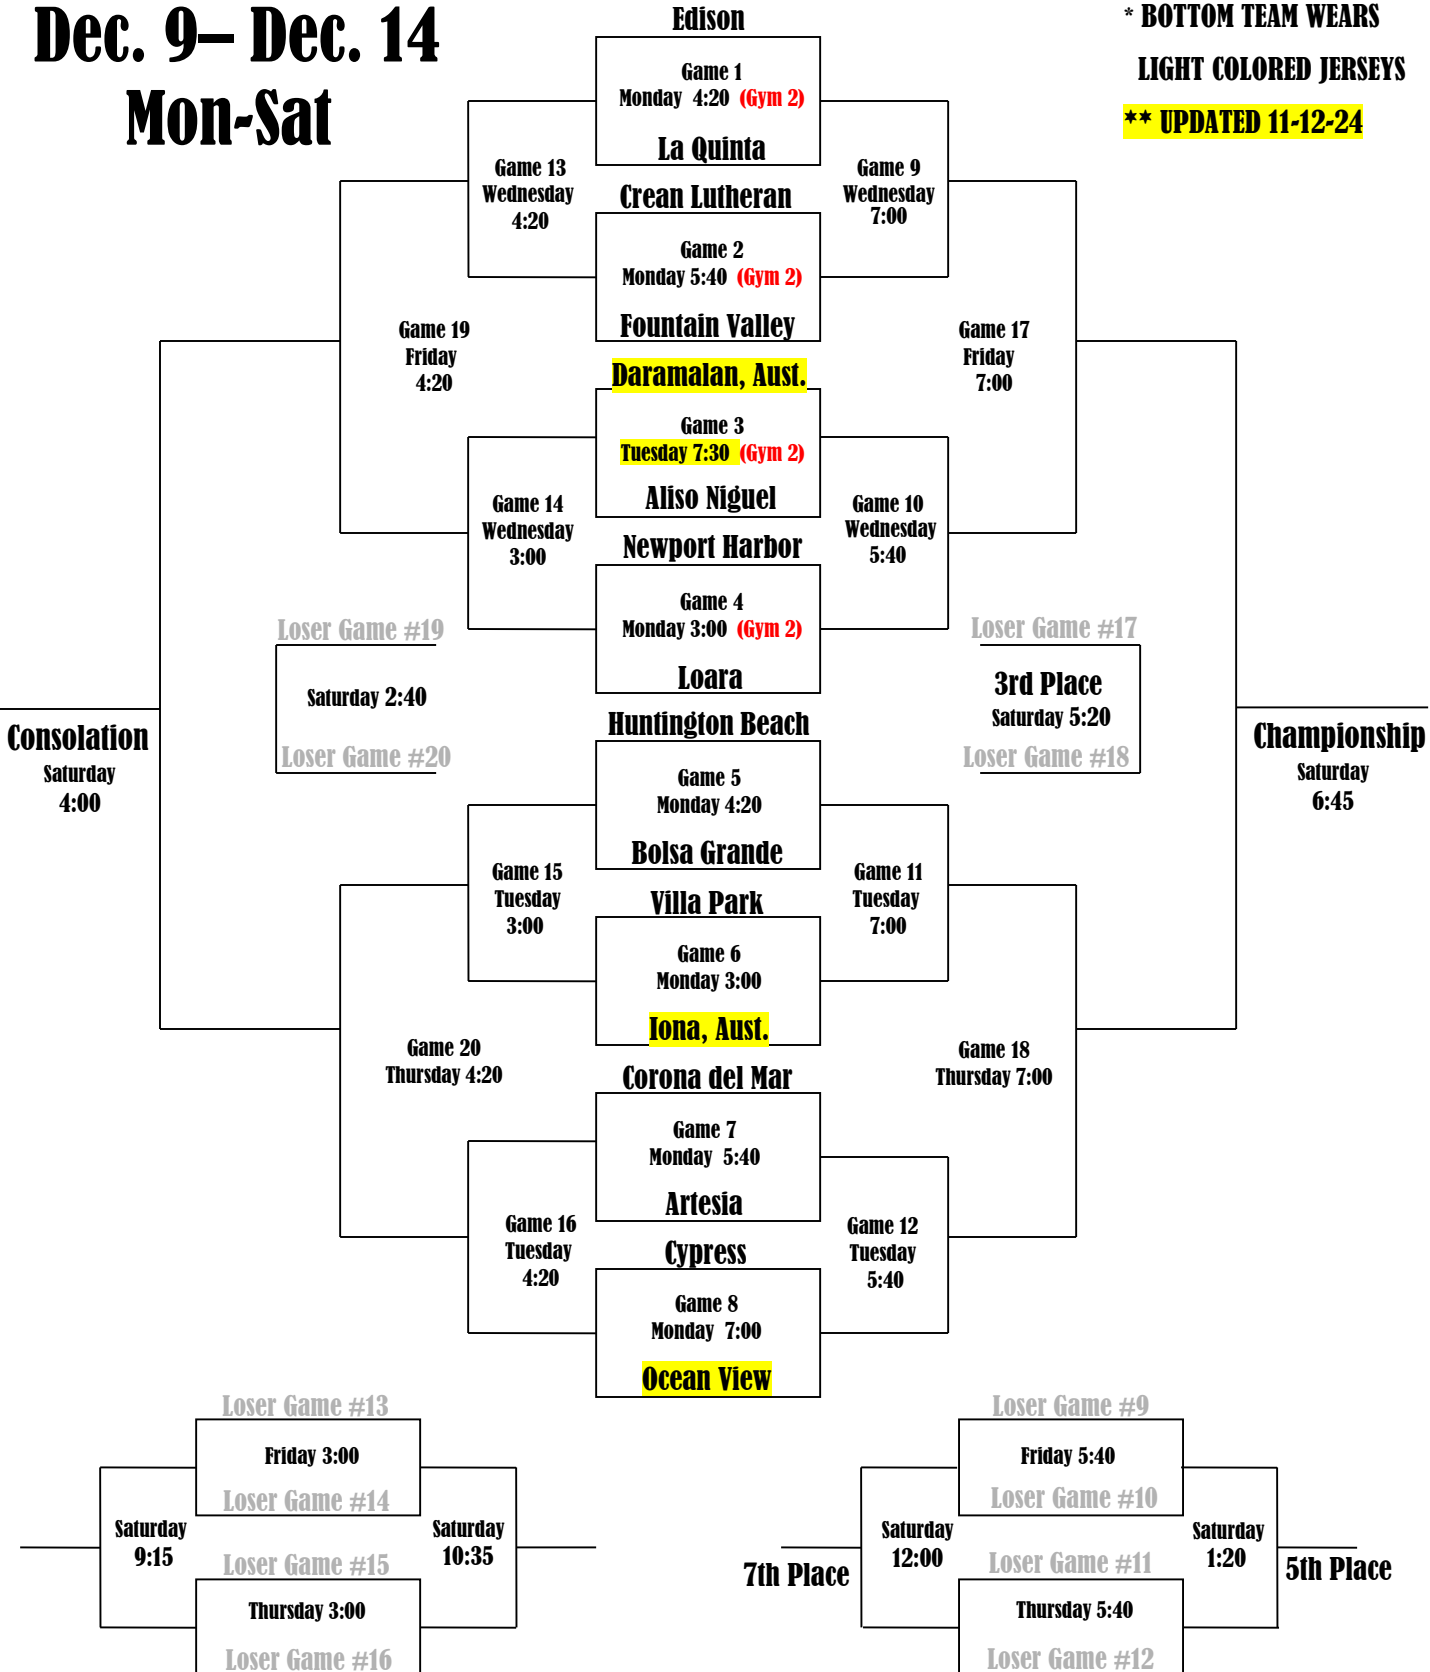 Dec. 9– Dec. 14
Mon-Sat
* BOTTOM TEAM WEARS
LIGHT COLORED JERSEYS
** UPDATED 11-12-24
Edison
Game 1
Monday 4:20 (Gym 2)
La Quinta
Game 13
Wednesday
4:20
Game 9
Wednesday
7:00
Crean Lutheran
Game 2
Monday 5:40 (Gym 2)
Fountain Valley
Game 19
Friday
4:20
Game 17
Friday
7:00
Daramalan, Aust.
Game 3
Tuesday 7:30 (Gym 2)
Aliso Niguel
Game 14
Wednesday
3:00
Game 10
Wednesday
5:40
Newport Harbor
Game 4
Monday 3:00 (Gym 2)
Loara
Loser Game #19
Saturday 2:40
Loser Game #20
Loser Game #17
3rd Place
Saturday 5:20
Loser Game #18
Consolation
Saturday
4:00
Championship
Saturday
6:45
Huntington Beach
Game 5
Monday 4:20
Bolsa Grande
Game 15
Tuesday
3:00
Game 11
Tuesday
7:00
Villa Park
Game 6
Monday 3:00
Iona, Aust.
Game 20
Thursday 4:20
Game 18
Thursday 7:00
Corona del Mar
Game 7
Monday 5:40
Artesia
Game 16
Tuesday
4:20
Game 12
Tuesday
5:40
Cypress
Game 8
Monday 7:00
Ocean View
Loser Game #13
Friday 3:00
Loser Game #14
Saturday
9:15
Saturday
10:35
Loser Game #15
Thursday 3:00
Loser Game #16
Loser Game #9
Friday 5:40
Loser Game #10
7th Place
Saturday
12:00
Saturday
1:20
5th Place
Loser Game #11
Thursday 5:40
Loser Game #12